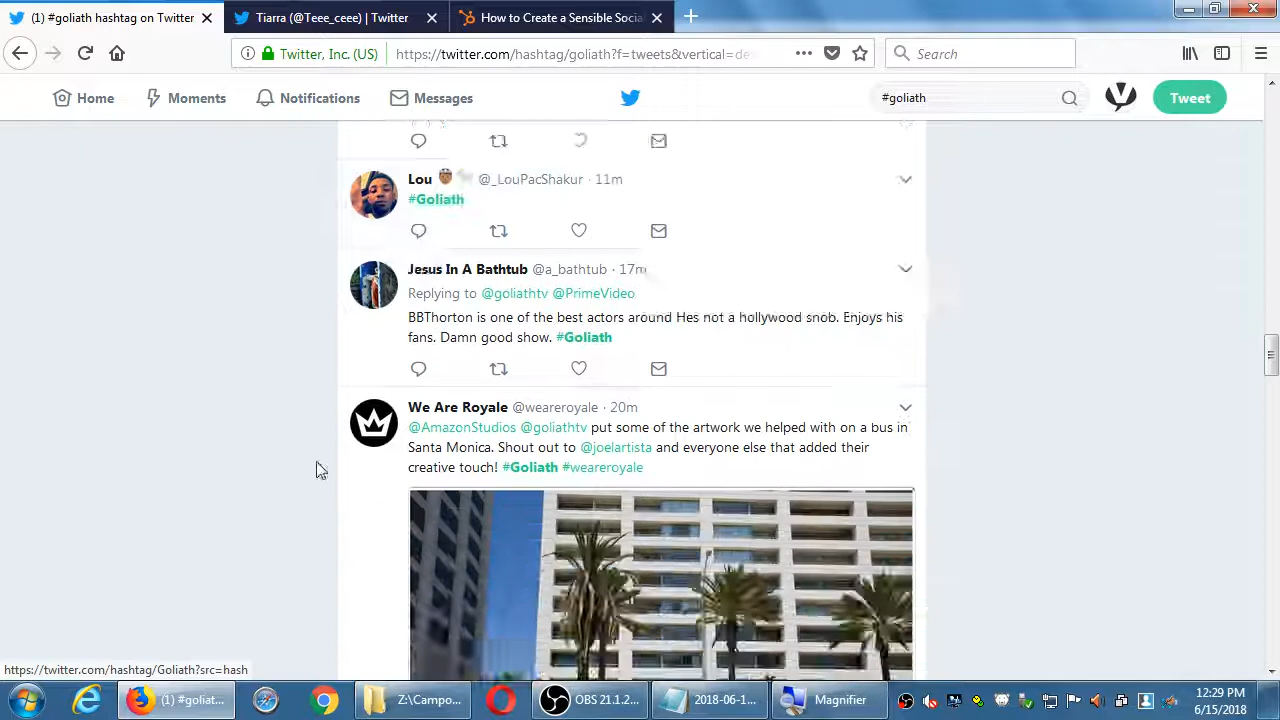 (1) #goliath hashtag on Twitter
Tiarra (@Teee_ceee) | Twitter
How to Create a Sensible Socia
Twitter, Inc. (US)
https://twitter.com/hashtag/goliath?f=tweets&vertical=de
Search
Home
Moments
Notifications
Messages
#goliath
Tweet
Lou @_LouPacShakur · 11m
#Goliath
Jesus In A Bathtub @a_bathtub · 17m
Replying to @goliathtv @PrimeVideo
BBThorton is one of the best actors around Hes not a hollywood snob. Enjoys his
fans. Damn good show. #Goliath
We Are Royale @weareroyale · 20m
@AmazonStudios @goliathtv put some of the artwork we helped with on a bus in
Santa Monica. Shout out to @joelartista and everyone else that added their
creative touch! #Goliath #weareroyale
https://twitter.com/hashtag/Goliath?src=hash
(1) #goliat...
Z:\Campo...
OBS 21.1.2...
2018-06-1...
Magnifier
12:29 PM
6/15/2018